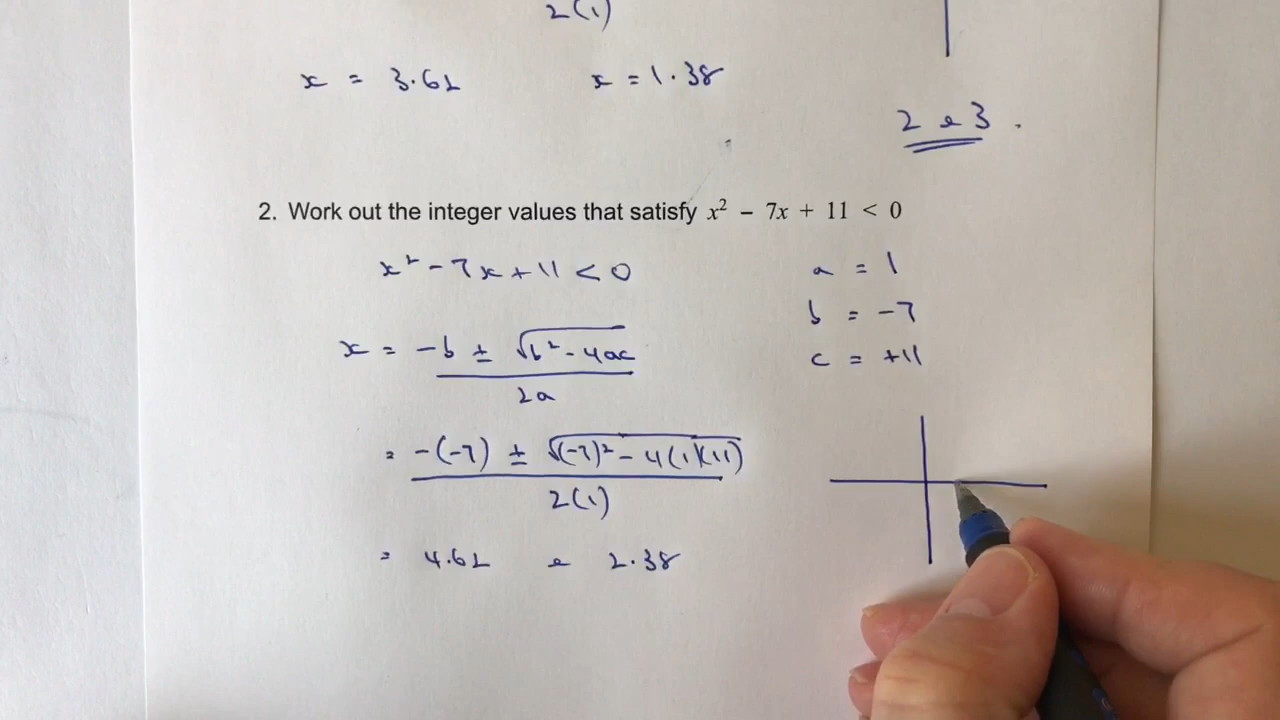 2(1)
x = 3.62 x = 1.38
2 & 3.
2. Work out the integer values that satisfy x² − 7x + 11 < 0
x² - 7x + 11 < 0
a = 1
b = -7
c = +11
x = -b ± √b² - 4ac
2a
= -(-7) ± √(-7)² - 4(1)(11)
2(1)
= 4.62 & 2.38